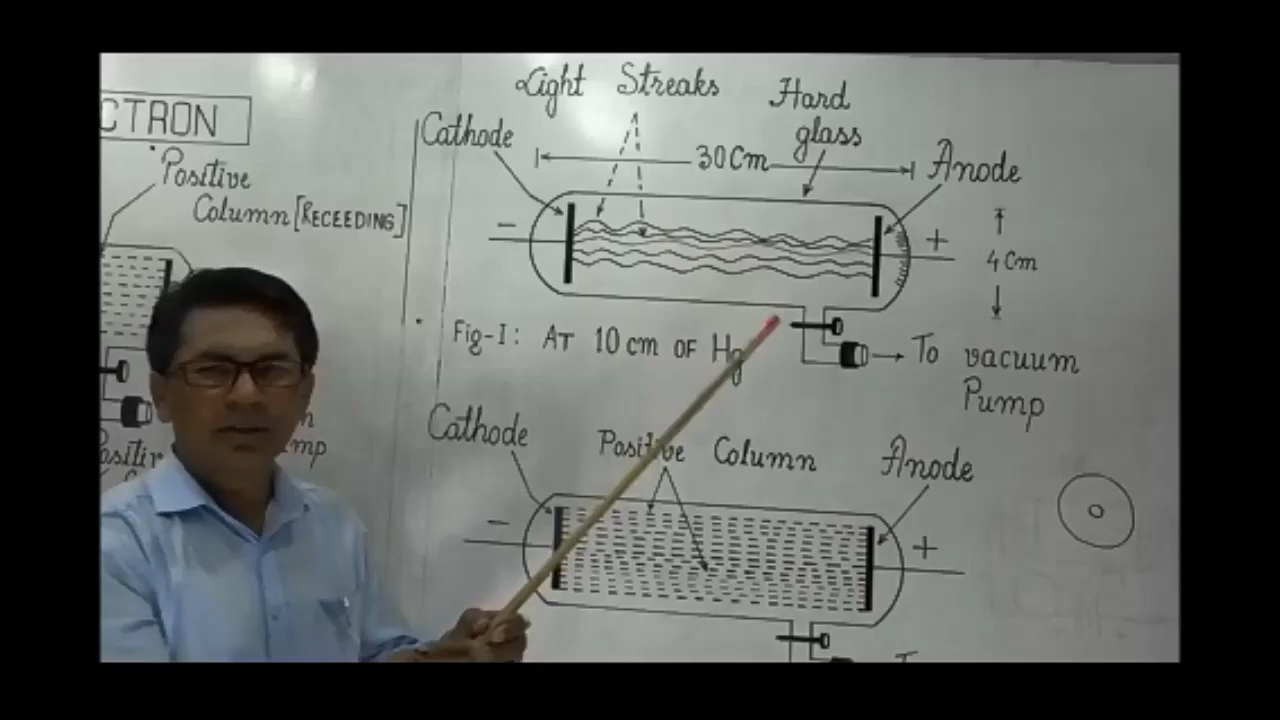 CTRON
Positive
Column [RECEEDING]
Light Streaks
Hard
glass
Cathode
30 Cm
Anode
−
+
4 Cm
Fig-I: AT 10 cm OF Hg
To vacuum
Pump
Cathode
Positive Column
Anode
−
+